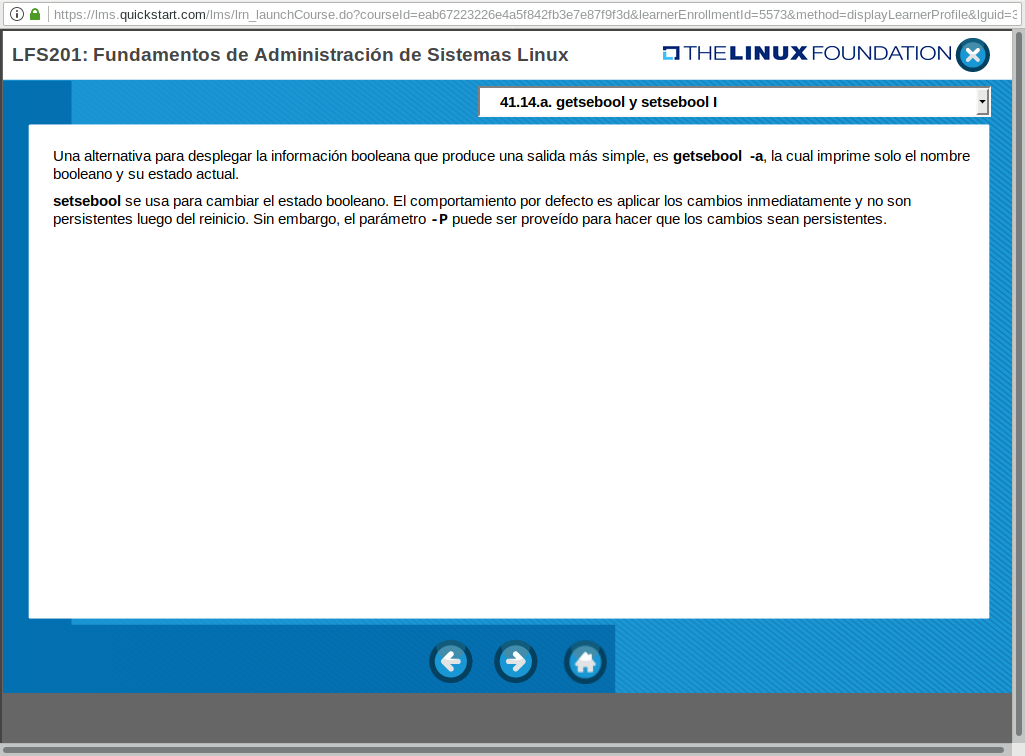 https://lms.quickstart.com/lms/lrn_launchCourse.do?courseId=eab67223226e4a5f842fb3e7e87f9f3d&learnerEnrollmentId=5573&method=displayLearnerProfile&lguid=3
LFS201: Fundamentos de Administración de Sistemas Linux
THE LINUX FOUNDATION
41.14.a. getsebool y setsebool I
Una alternativa para desplegar la información booleana que produce una salida más simple, es getsebool -a, la cual imprime solo el nombre
booleano y su estado actual.
setsebool se usa para cambiar el estado booleano. El comportamiento por defecto es aplicar los cambios inmediatamente y no son
persistentes luego del reinicio. Sin embargo, el parámetro -P puede ser proveído para hacer que los cambios sean persistentes.